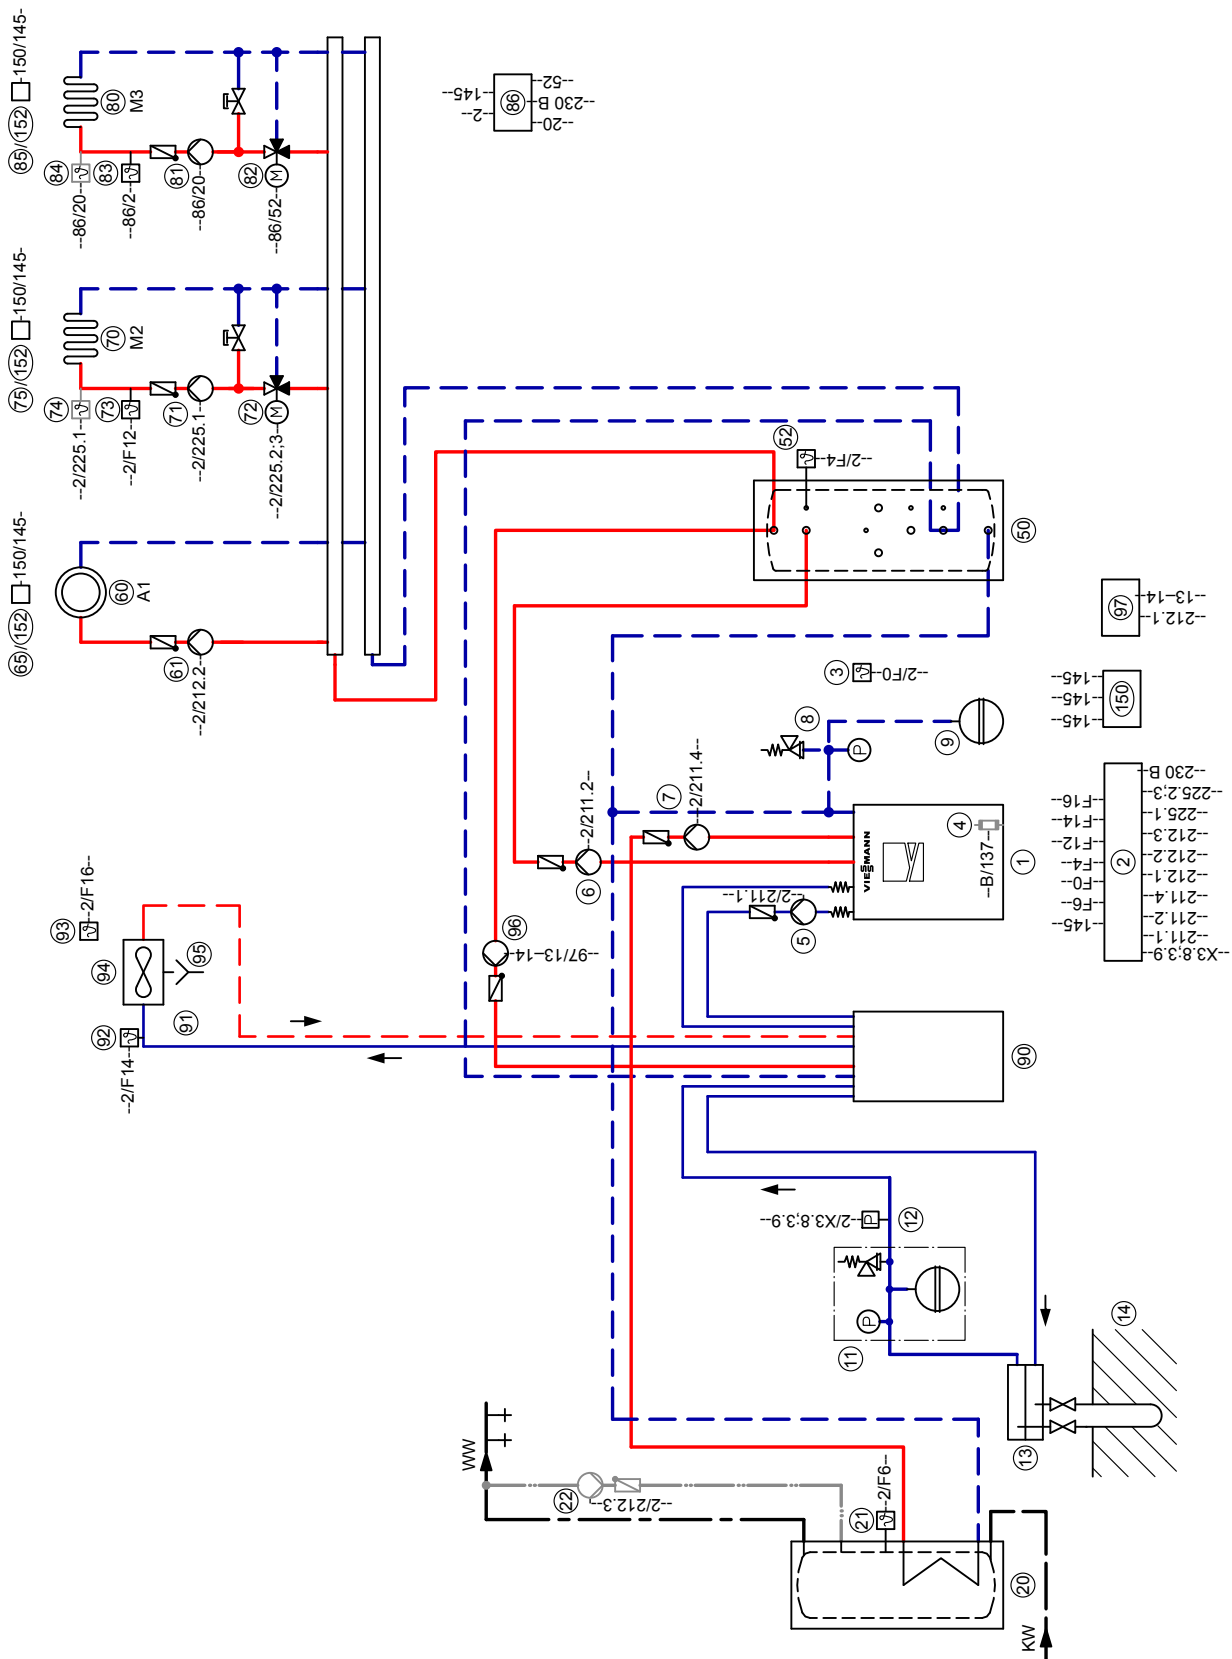 65/152
-150/145-
75/152
-150/145-
85/152
-150/145-
60
A1
61
--2/212.2--
74
--2/225.1--
73
--2/F12--
70
M2
71
--2/225.1--
72
M
--2/225.2;3--
84
--86/20--
83
--86/2--
80
M3
81
--86/20--
82
M
--86/52--
86
--2--
--145--
--20--
--230 B--
--52--
93
--2/F16--
94
95
92
--2/F14--
91
96
--97/13–14--
52
--2/F4--
50
3
--2/F0--
8
P
9
6
--2/211.2--
7
--2/211.4--
5
--2/211.1--
VIESMANN
4
--B/137--
1
97
--212.1--
--13–14--
150
--145--
--145--
--145--
2
--145--
--F6--
--F0--
--F4--
--F12--
--F14--
--F16--
--X3.8;3.9--
--211.1--
--211.2--
--211.4--
--212.1--
--212.2--
--212.3--
--225.1--
--225.2;3--
--230 B--
90
12
P
--2/X3.8;3.9--
11
P
13
14
WW
22
--2/212.3--
21
--2/F6--
20
KW